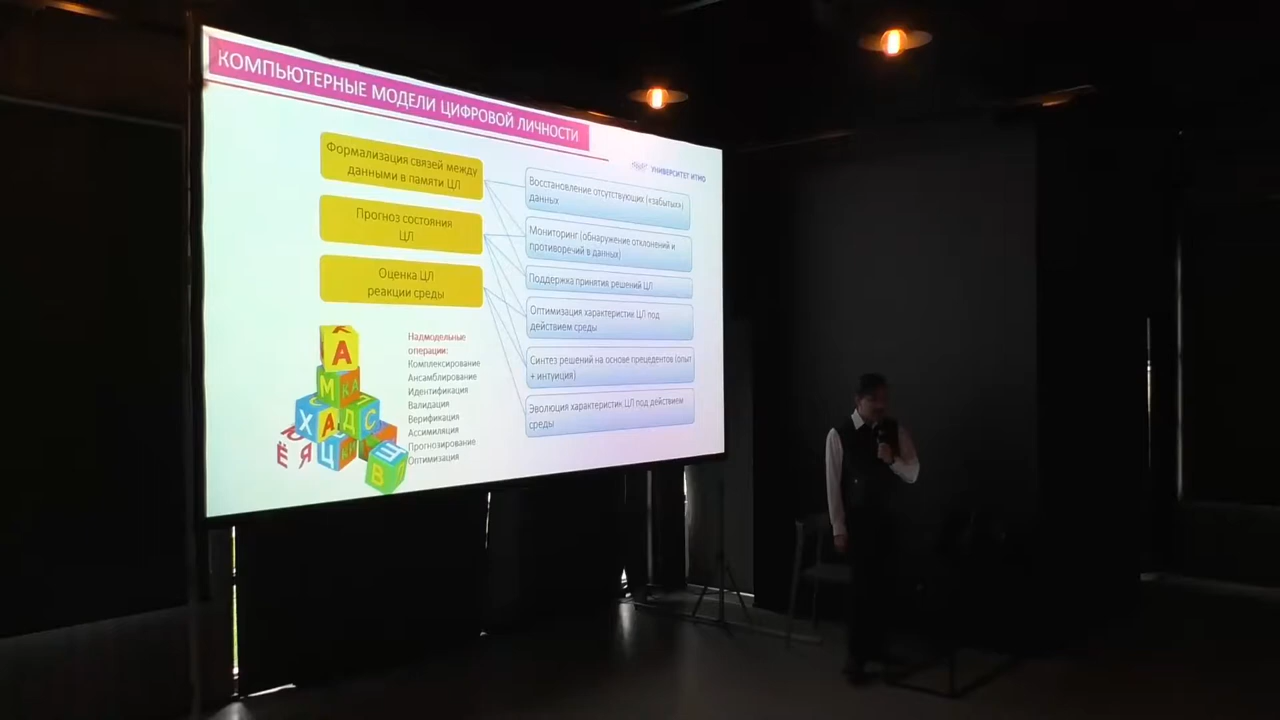 КОМПЬЮТЕРНЫЕ МОДЕЛИ ЦИФРОВОЙ ЛИЧНОСТИ
УНИВЕРСИТЕТ ИТМО
Формализация связей между
данными в памяти ЦЛ
Прогноз состояния
ЦЛ
Оценка ЦЛ
реакции среды
Восстановление отсутствующих («забытых»)
данных
Мониторинг (обнаружение отклонений и
противоречий в данных)
Поддержка принятия решений ЦЛ
Оптимизация характеристик ЦЛ под
действием среды
Синтез решений на основе прецедентов (опыт
+ интуиция)
Эволюция характеристик ЦЛ под действием
среды
Надмодельные
операции:
Комплексирование
Ансамблирование
Идентификация
Валидация
Верификация
Ассимиляция
Прогнозирование
Оптимизация
А
М КА
Х А Д С
Ё Я Ц
Ш
В